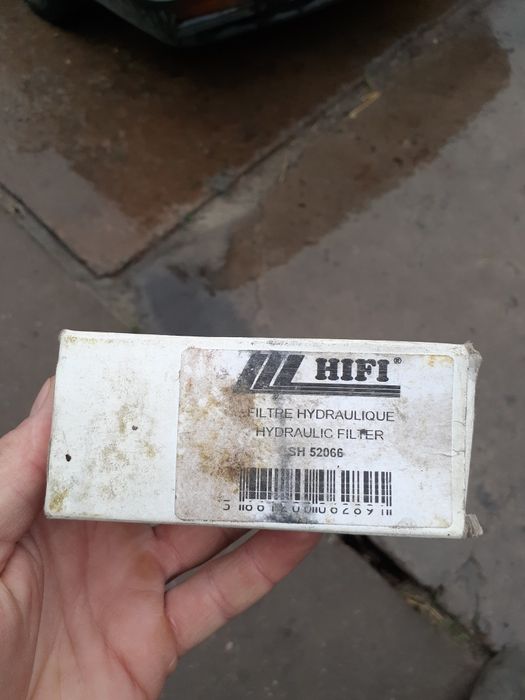 HIFI®
FILTRE HYDRAULIQUE
HYDRAULIC FILTER
SH 52066